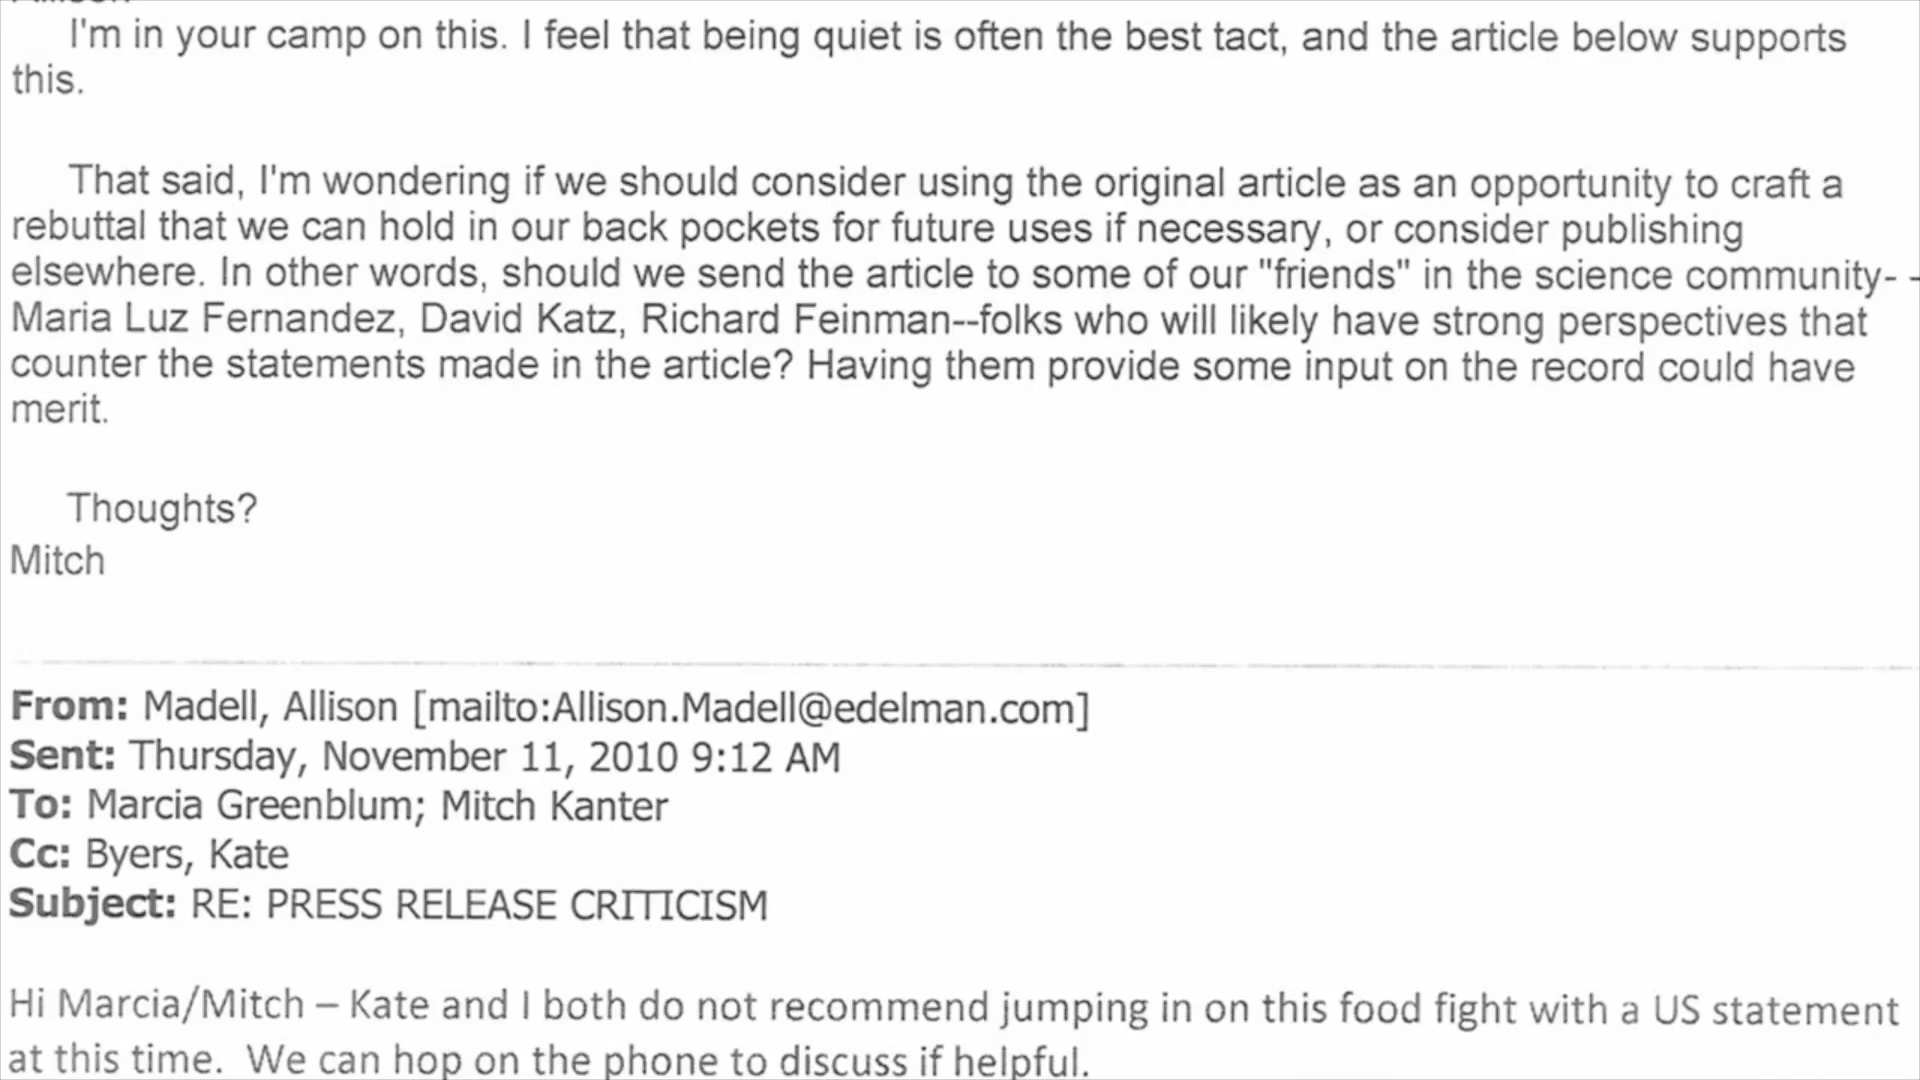 I'm in your camp on this. I feel that being quiet is often the best tact, and the article below supports
this.
That said, I'm wondering if we should consider using the original article as an opportunity to craft a
rebuttal that we can hold in our back pockets for future uses if necessary, or consider publishing
elsewhere. In other words, should we send the article to some of our "friends" in the science community- -
Maria Luz Fernandez, David Katz, Richard Feinman--folks who will likely have strong perspectives that
counter the statements made in the article? Having them provide some input on the record could have
merit.
Thoughts?
Mitch
From: Madell, Allison [mailto:Allison.Madell@edelman.com]
Sent: Thursday, November 11, 2010 9:12 AM
To: Marcia Greenblum; Mitch Kanter
Cc: Byers, Kate
Subject: RE: PRESS RELEASE CRITICISM
Hi Marcia/Mitch – Kate and I both do not recommend jumping in on this food fight with a US statement
at this time. We can hop on the phone to discuss if helpful.